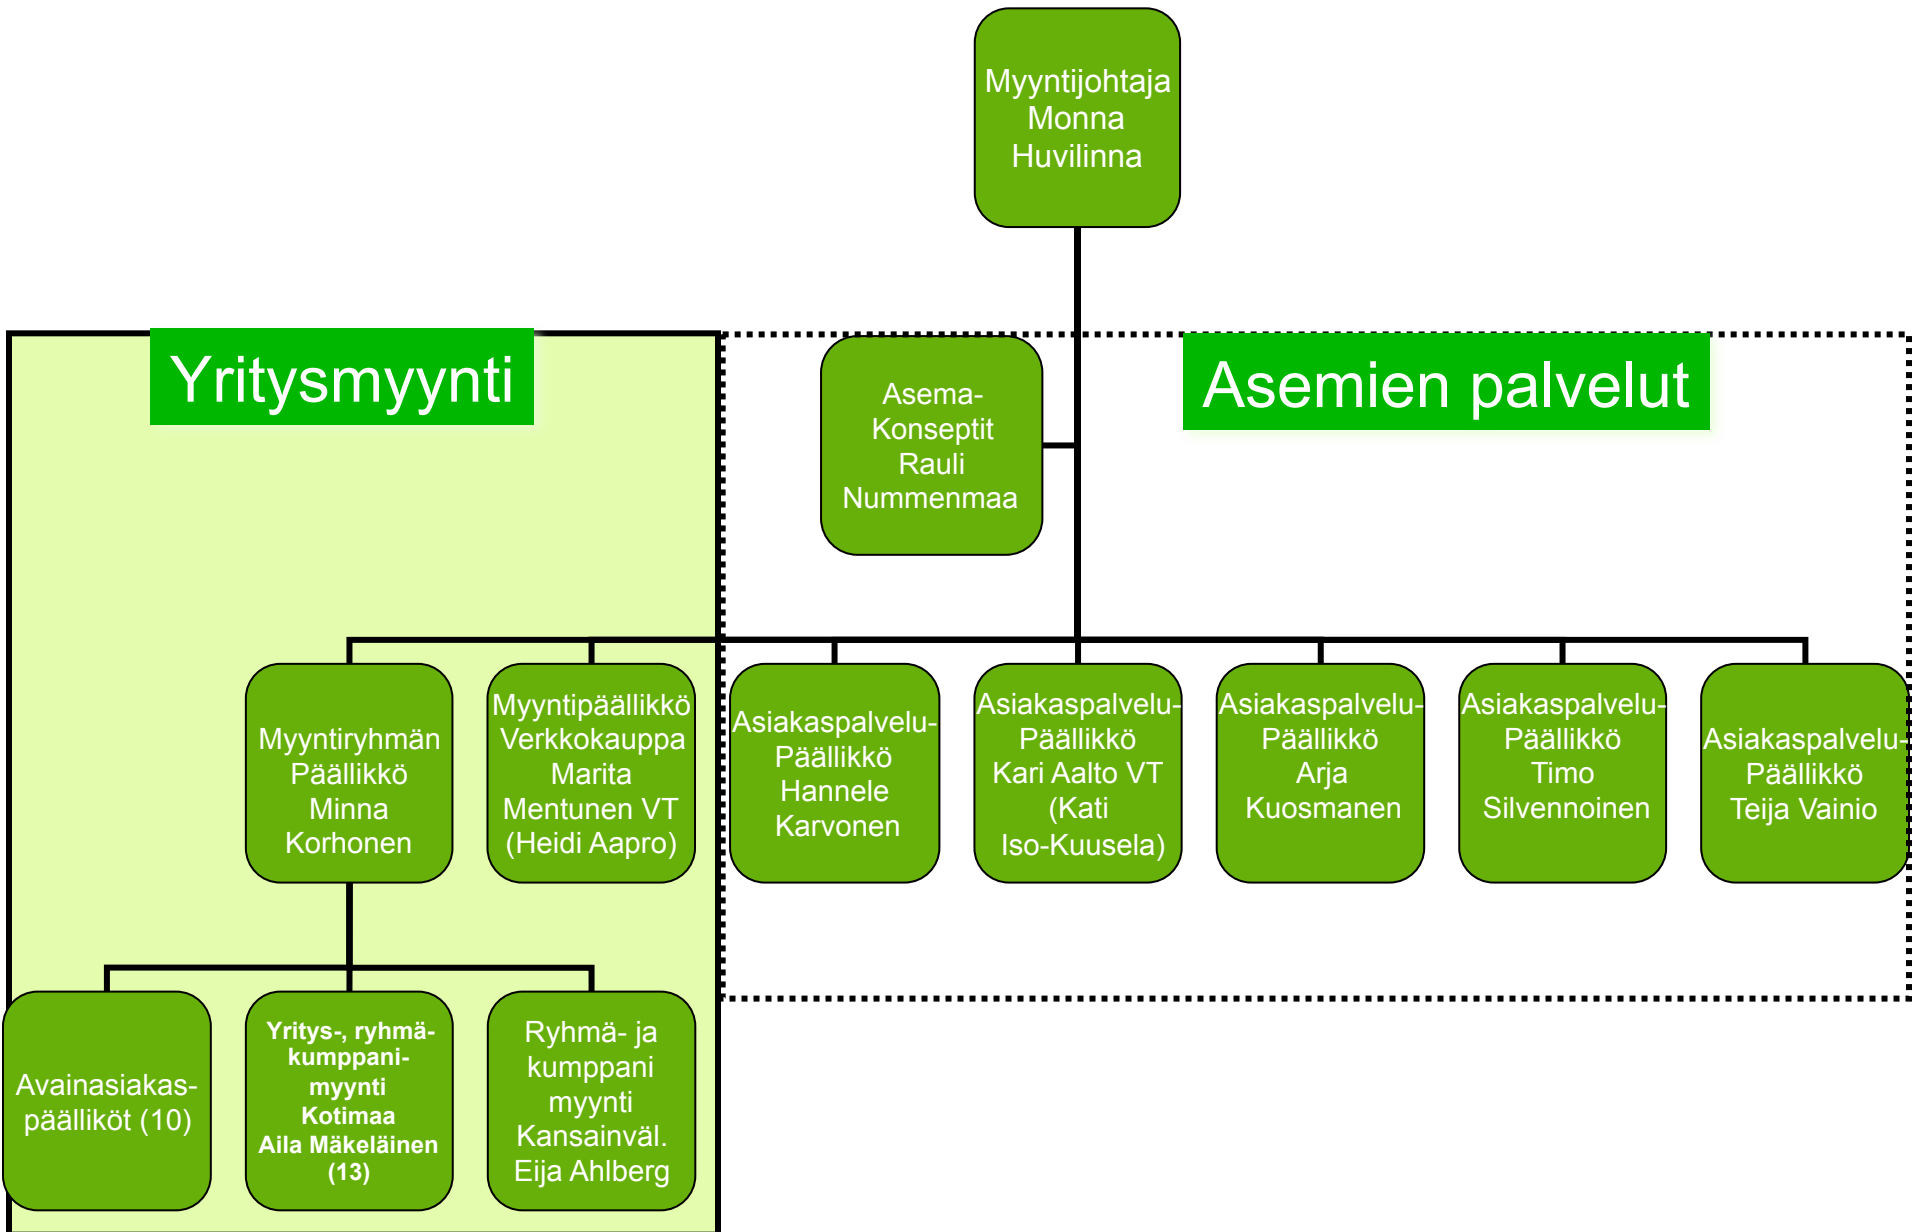 Myyntijohtaja
Monna
Huvilinna
Yritysmyynti
Asemien palvelut
Asema-
Konseptit
Rauli
Nummenmaa
Myyntiryhmän
Päällikkö
Minna
Korhonen
Myyntipäällikkö
Verkkokauppa
Marita
Mentunen VT
(Heidi Aapro)
Asiakaspalvelu-
Päällikkö
Hannele
Karvonen
Asiakaspalvelu-
Päällikkö
Kari Aalto VT
(Kati
Iso-Kuusela)
Asiakaspalvelu-
Päällikkö
Arja
Kuosmanen
Asiakaspalvelu-
Päällikkö
Timo
Silvennoinen
Asiakaspalvelu-
Päällikkö
Teija Vainio
Avainasiakas-
päälliköt (10)
Yritys-, ryhmä-
kumppani-
myynti
Kotimaa
Aila Mäkeläinen
(13)
Ryhmä- ja
kumppani
myynti
Kansainväl.
Eija Ahlberg